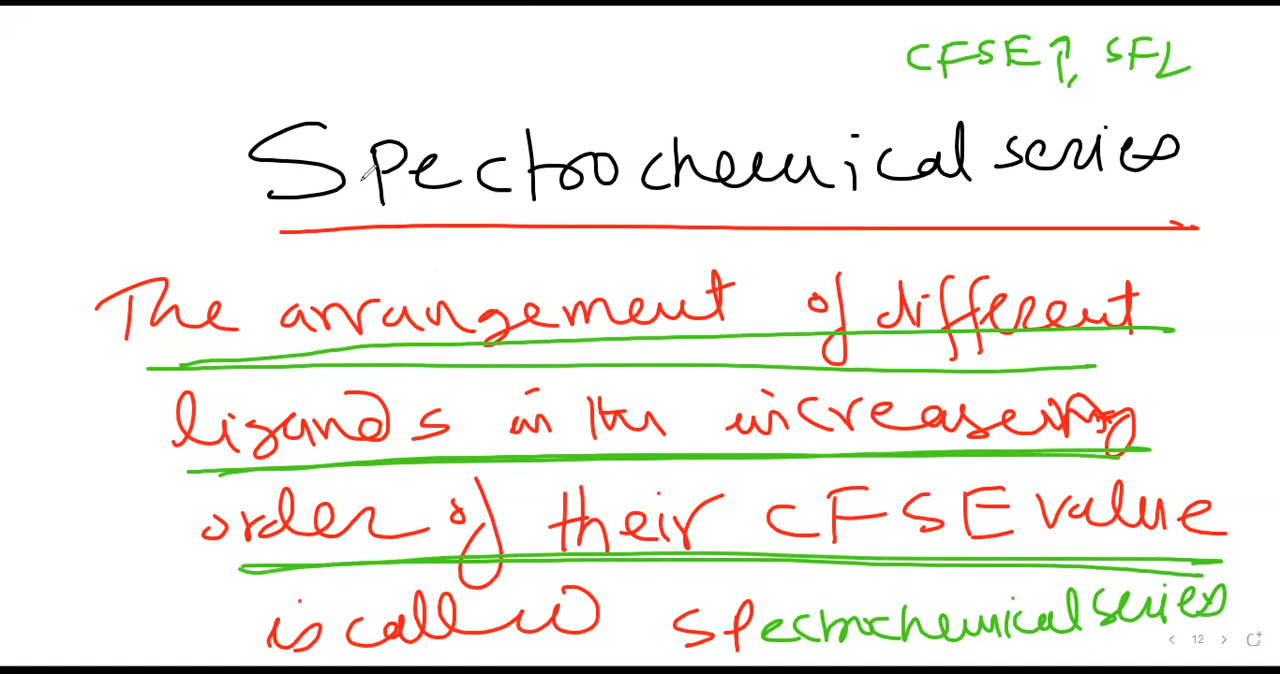 CFSE↑, SFL
Spectrochemical series
The arrangement of different
ligands in the increasing
order of their CFSE value
is called spectrochemical series
12